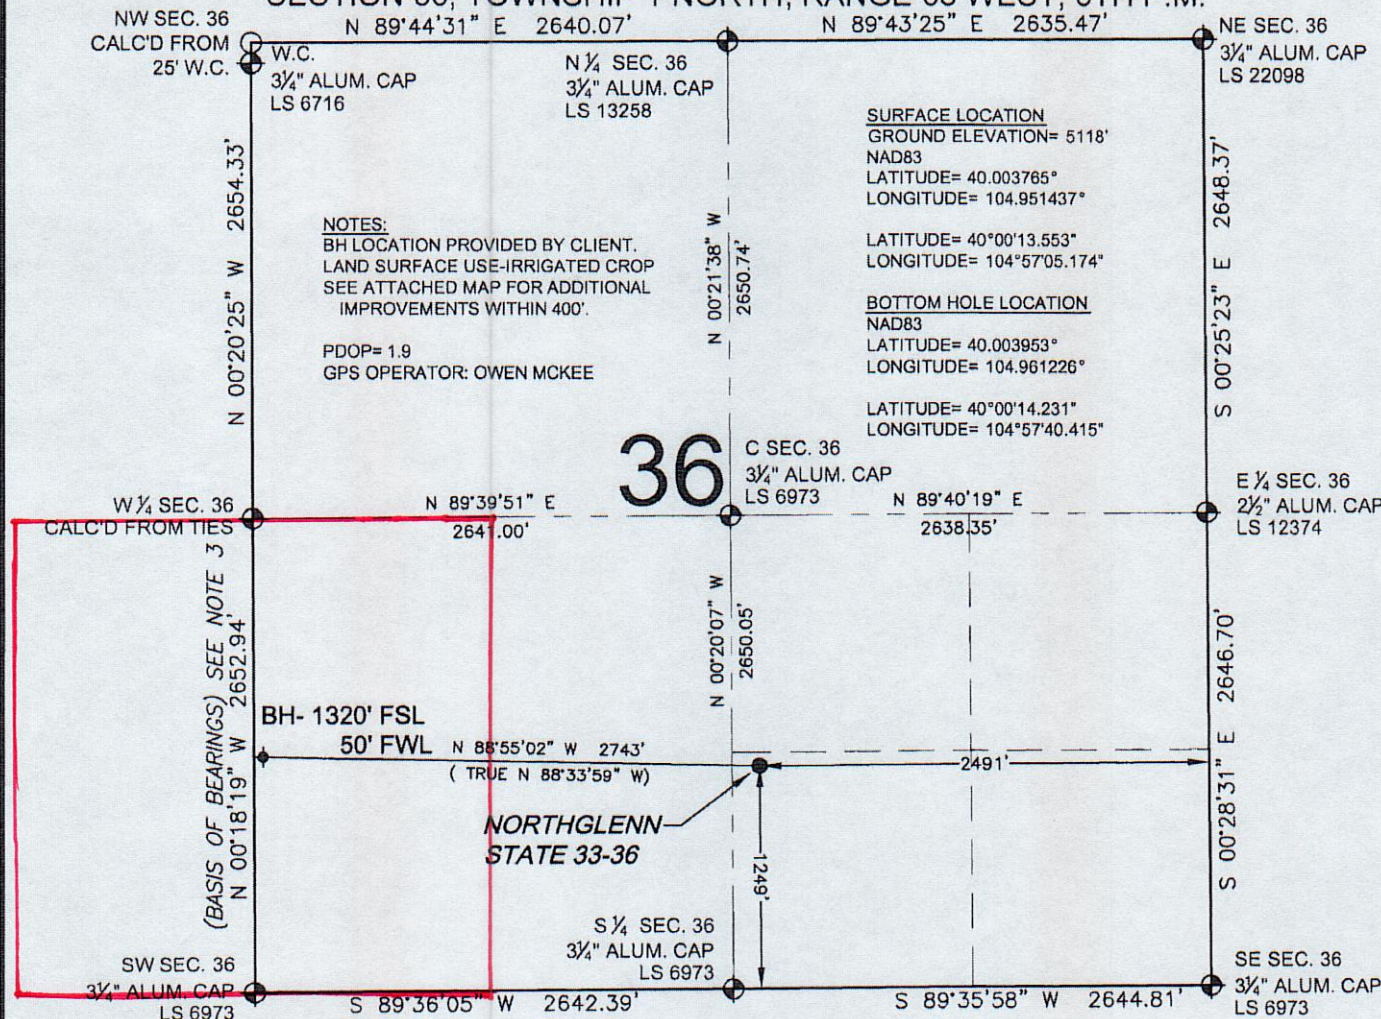 SECTION 36, TOWNSHIP 1 NORTH, RANGE 68 WEST, 6TH P.M.
N 89°44'31" E 2640.07'
N 89°43'25" E 2635.47'
NW SEC. 36
CALC'D FROM
25' W.C.
W.C.
3¼" ALUM. CAP
LS 6716
N ¼ SEC. 36
3¼" ALUM. CAP
LS 13258
NE SEC. 36
3¼" ALUM. CAP
LS 22098
SURFACE LOCATION
GROUND ELEVATION= 5118'
NAD83
LATITUDE= 40.003765°
LONGITUDE= 104.951437°
LATITUDE= 40°00'13.553"
LONGITUDE= 104°57'05.174"
BOTTOM HOLE LOCATION
NAD83
LATITUDE= 40.003953°
LONGITUDE= 104.961226°
LATITUDE= 40°00'14.231"
LONGITUDE= 104°57'40.415"
NOTES:
BH LOCATION PROVIDED BY CLIENT.
LAND SURFACE USE-IRRIGATED CROP
SEE ATTACHED MAP FOR ADDITIONAL
IMPROVEMENTS WITHIN 400'.
PDOP= 1.9
GPS OPERATOR: OWEN MCKEE
N 00°20'25" W 2654.33'
N 00°21'38" W
2650.74'
S 00°25'23" E 2648.37'
36
C SEC. 36
3¼" ALUM. CAP
LS 6973
W ¼ SEC. 36
CALC'D FROM TIES
N 89°39'51" E
2641.00'
N 89°40'19" E
2638.35'
E ¼ SEC. 36
2½" ALUM. CAP
LS 12374
(BASIS OF BEARINGS) SEE NOTE 3
N 00°18'19" W 2652.94'
N 00°20'07" W
2650.05'
S 00°28'31" E 2646.70'
BH- 1320' FSL
50' FWL
N 88°55'02" W 2743'
( TRUE N 88°33'59" W)
2491'
NORTHGLENN
STATE 33-36
1249'
SW SEC. 36
3¼" ALUM. CAP
LS 6973
S ¼ SEC. 36
3¼" ALUM. CAP
LS 6973
SE SEC. 36
3¼" ALUM. CAP
LS 6973
S 89°36'05" W 2642.39'
S 89°35'58" W 2644.81'